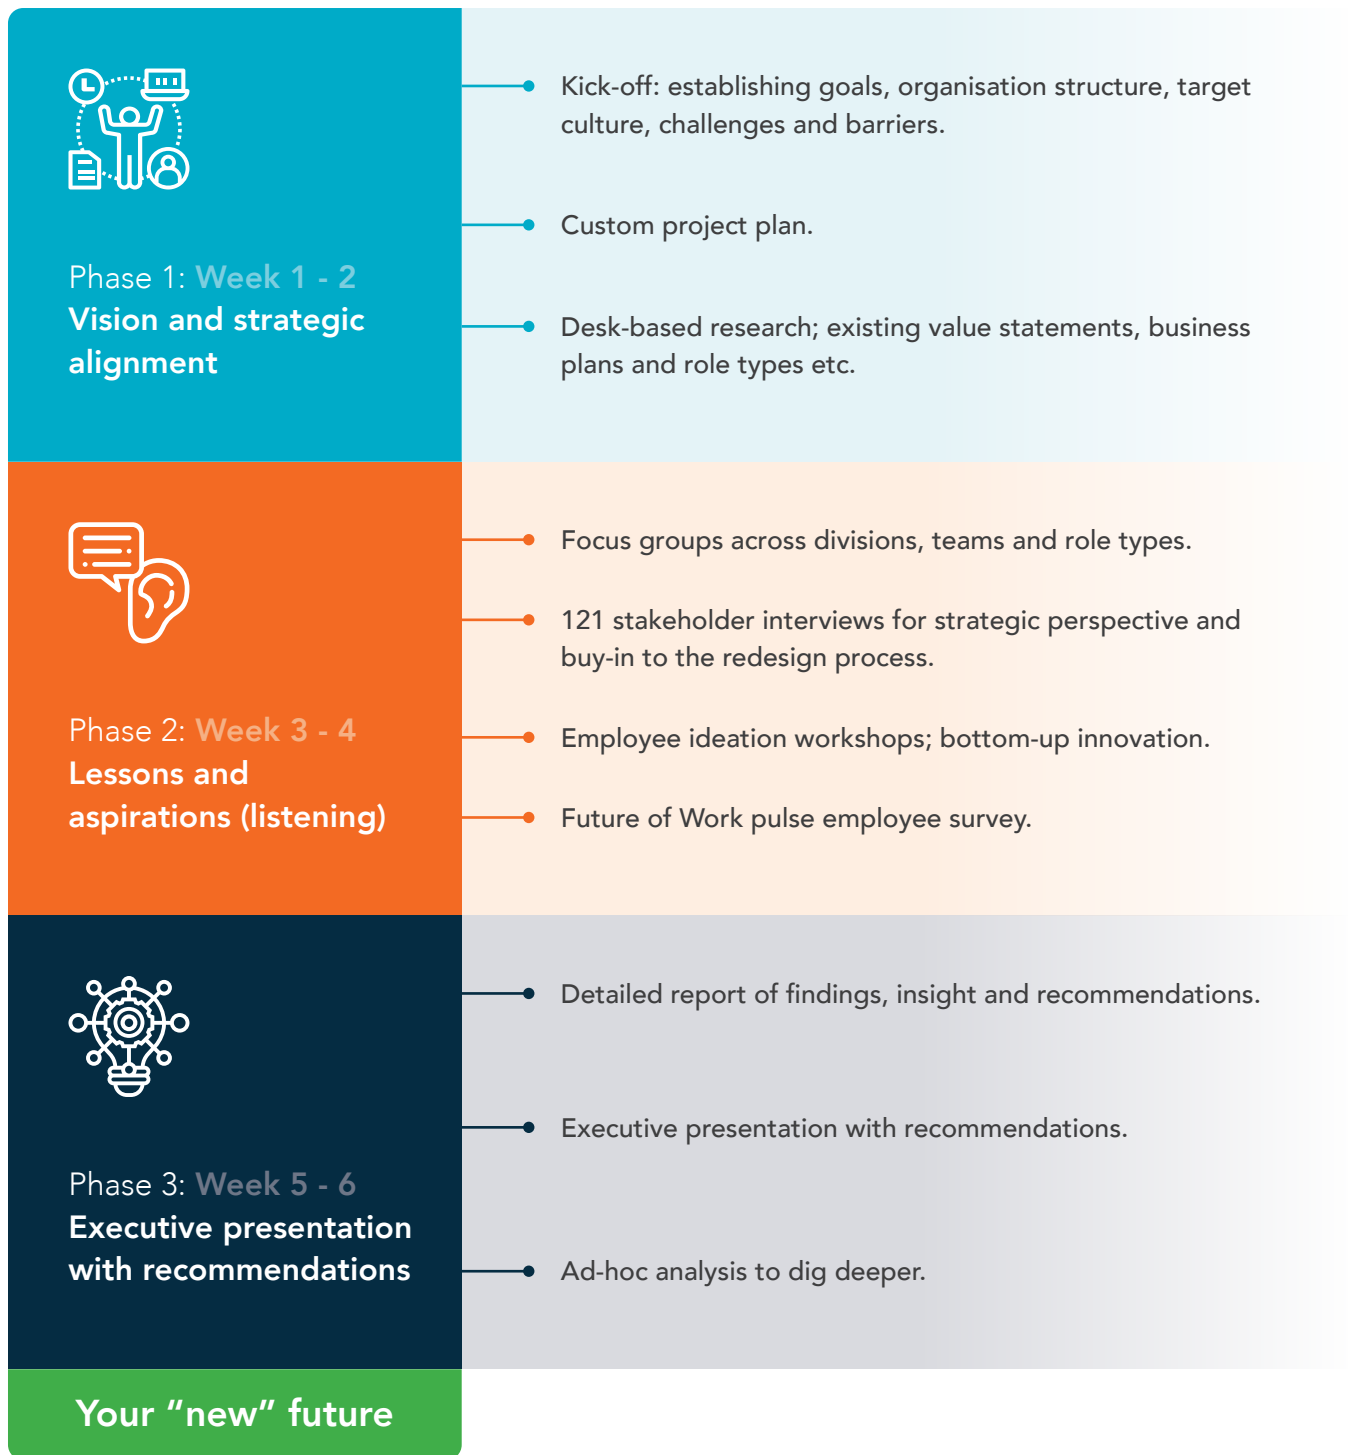 Phase 1: Week 1 - 2
Vision and strategic
alignment
Kick-off: establishing goals, organisation structure, target
culture, challenges and barriers.
Custom project plan.
Desk-based research; existing value statements, business
plans and role types etc.
Phase 2: Week 3 - 4
Lessons and
aspirations (listening)
Focus groups across divisions, teams and role types.
121 stakeholder interviews for strategic perspective and
buy-in to the redesign process.
Employee ideation workshops; bottom-up innovation.
Future of Work pulse employee survey.
Phase 3: Week 5 - 6
Executive presentation
with recommendations
Detailed report of findings, insight and recommendations.
Executive presentation with recommendations.
Ad-hoc analysis to dig deeper.
Your “new” future